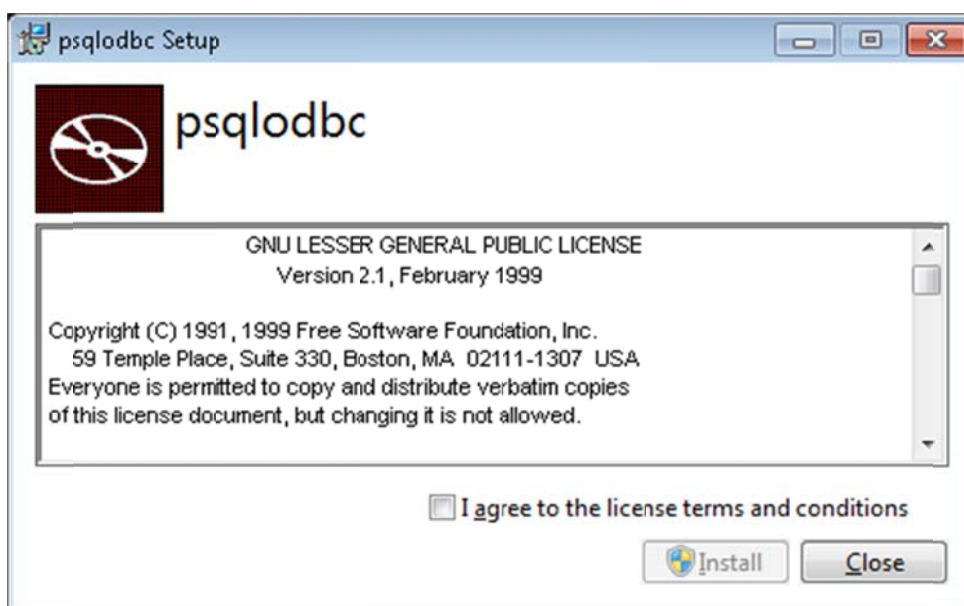 psqlodbc Setup
psqlodbc
GNU LESSER GENERAL PUBLIC LICENSE
Version 2.1, February 1999
Copyright (C) 1991, 1999 Free Software Foundation, Inc.
59 Temple Place, Suite 330, Boston, MA  02111-1307  USA
Everyone is permitted to copy and distribute verbatim copies
of this license document, but changing it is not allowed.
I agree to the license terms and conditions
Install
Close